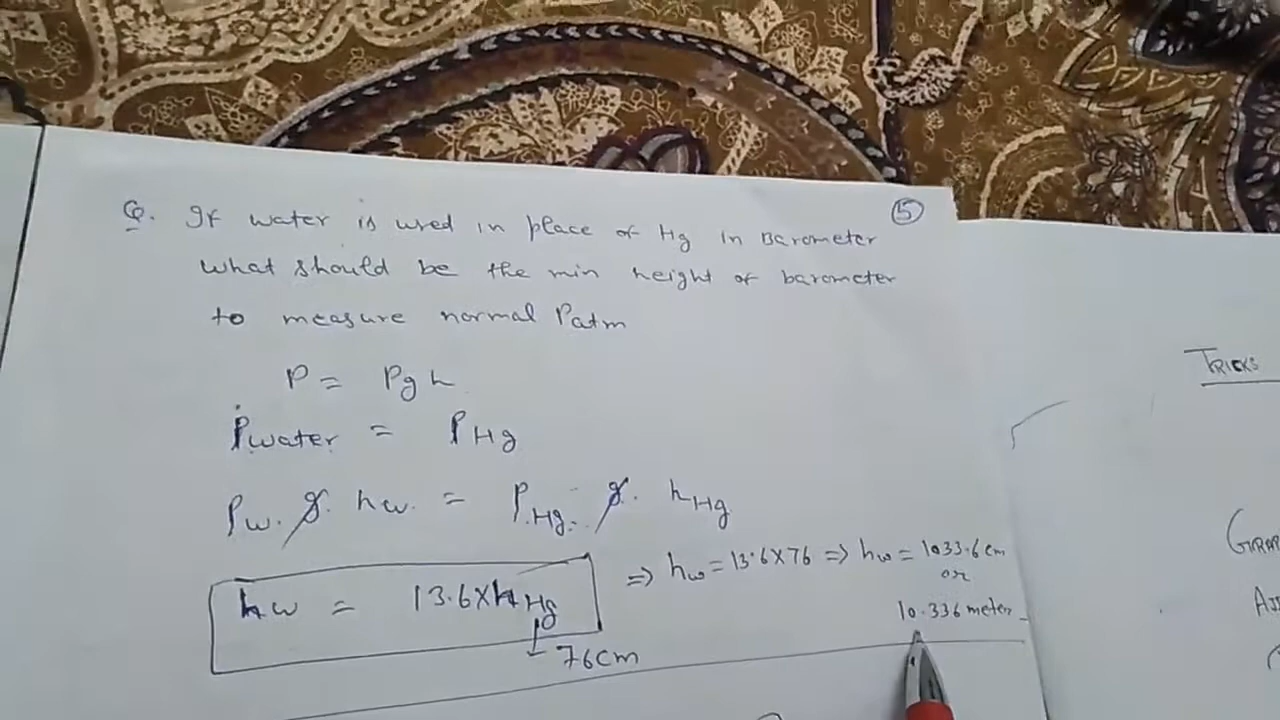 5
Q. If water is used in place of Hg in Barometer
what should be the min height of barometer
to measure normal Patm
P = ρgh
Pwater = PHg
ρw. g. hw. = ρHg. g. hHg
hw = 13.6 x hHg
76cm
=> hw = 13.6 x 76 => hw = 1033.6 cm
or
10.336 meter
TRICKS